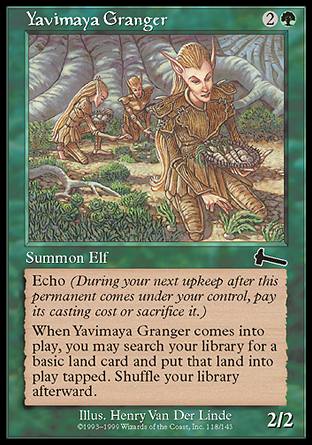 Yavimaya Granger 2
Summon Elf
Echo (During your next upkeep after this
permanent comes under your control, pay
its casting cost or sacrifice it.)
When Yavimaya Granger comes into
play, you may search your library for a
basic land card and put that land into
play tapped. Shuffle your library
afterward.
Illus. Henry Van Der Linde
©1993–1999 Wizards of the Coast, Inc. 118/143
2/2